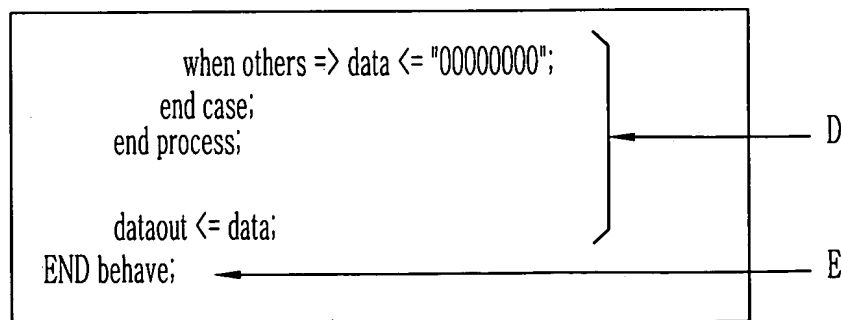 when others => data <= "00000000";
end case;
end process;
D
dataout <= data;
END behave;
E